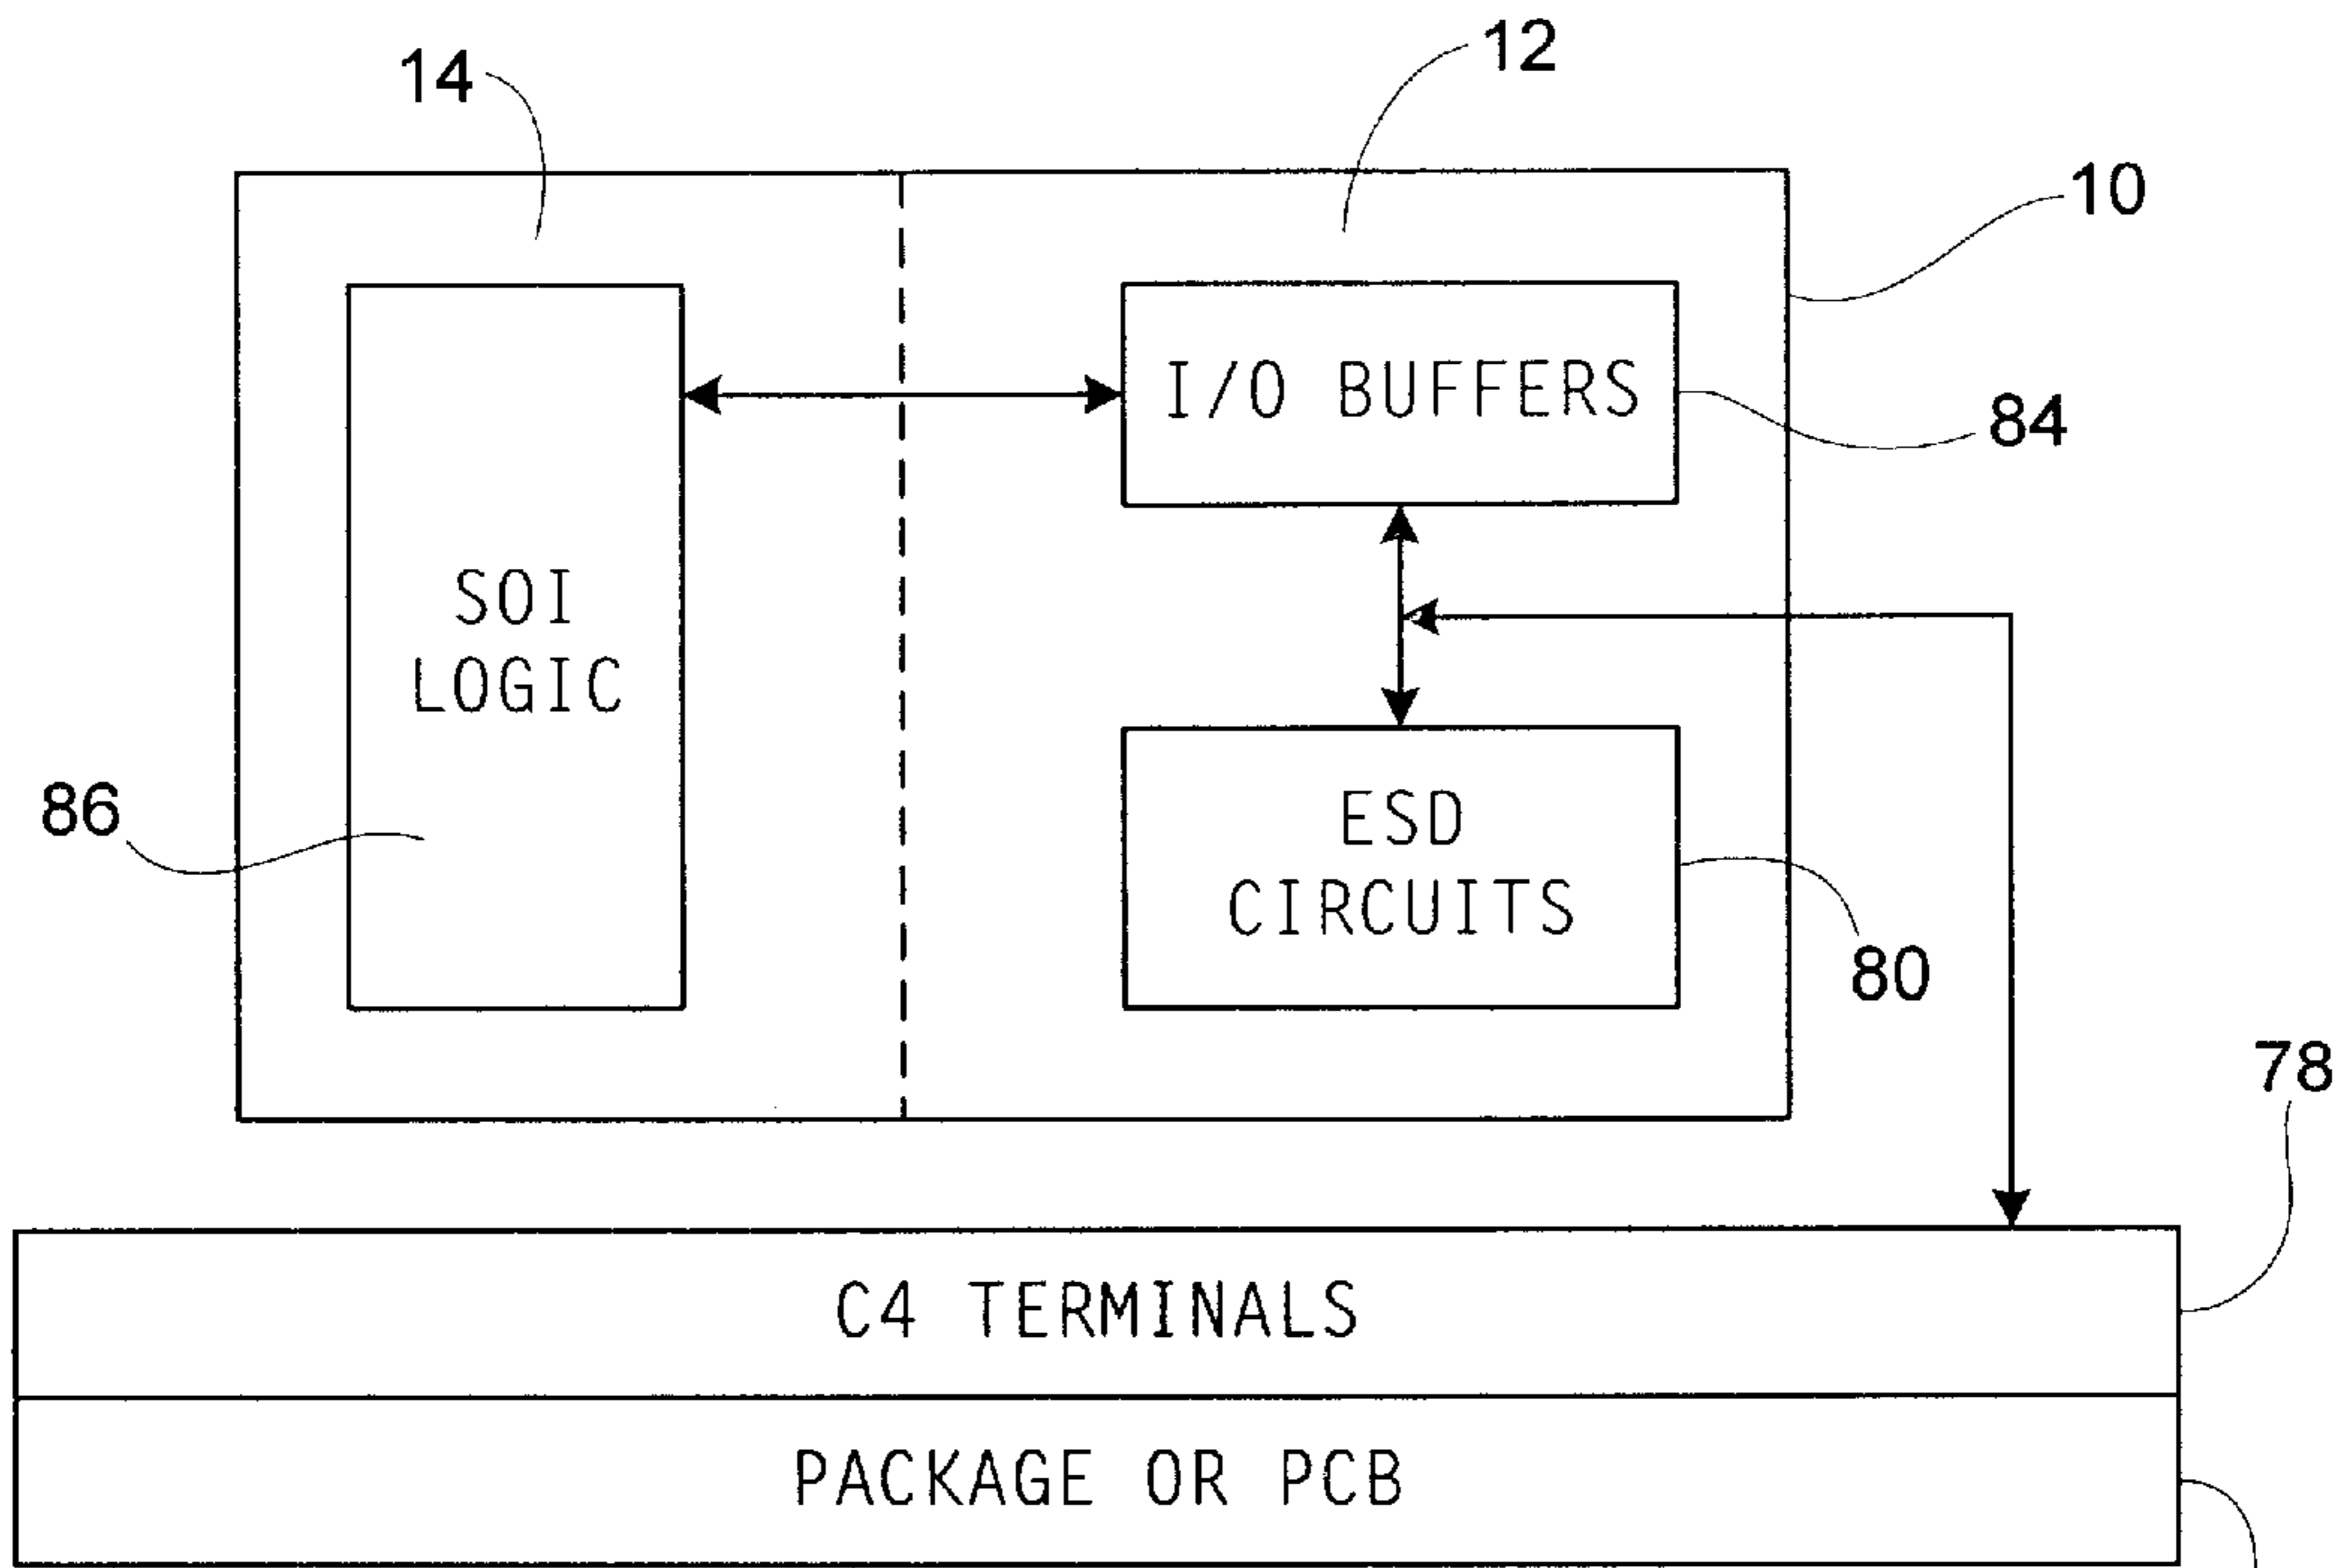 12
14
10
I/O BUFFERS
84
SOI
LOGIC
86
ESD
CIRCUITS
80
78
C4 TERMINALS
PACKAGE OR PCB